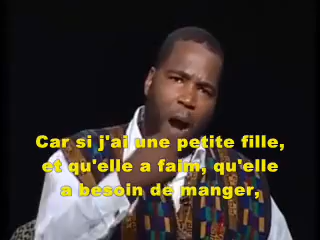 Car si j'ai une petite fille,
et qu'elle a faim, qu'elle
a besoin de manger,